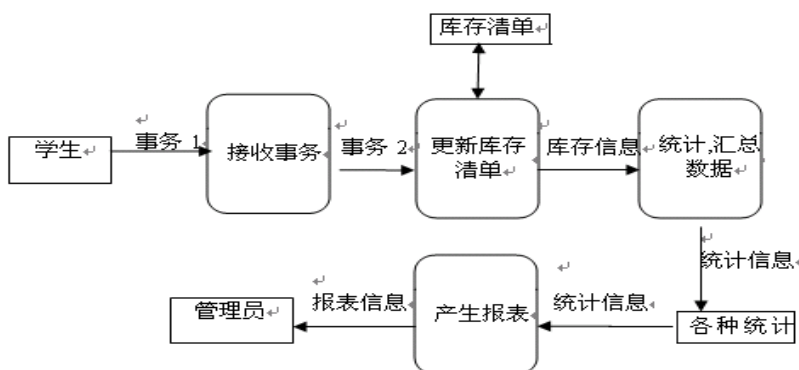 库存清单
学生
事务 1
接收事务
事务 2
更新库存
清单
库存信息
统计,汇总
数据
统计信息
管理员
报表信息
产生报表
统计信息
各种统计